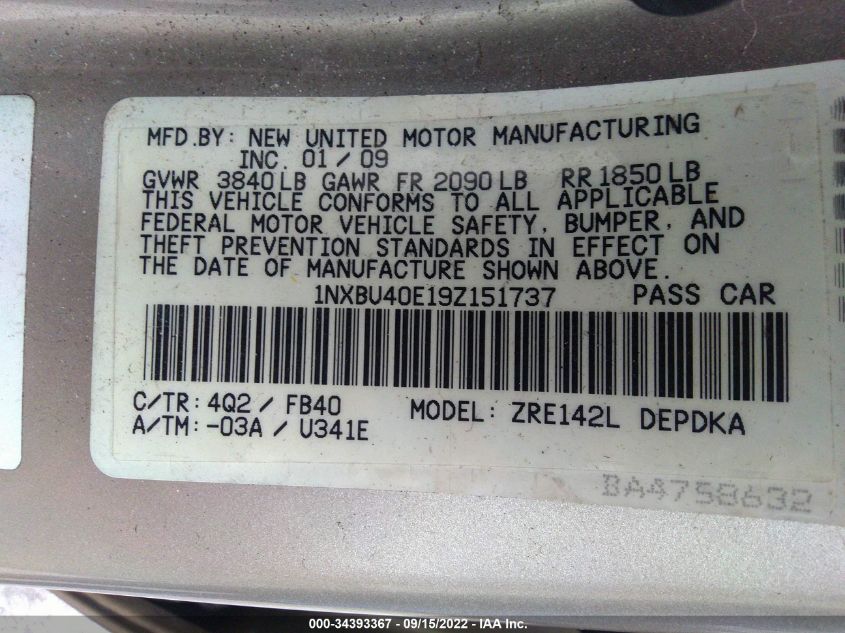 MFD.BY: NEW UNITED MOTOR MANUFACTURING
INC. 01/09
GVWR 3840LB GAWR FR 2090LB RR 1850LB
THIS VEHICLE CONFORMS TO ALL APPLICABLE
FEDERAL MOTOR VEHICLE SAFETY, BUMPER, AND
THEFT PREVENTION STANDARDS IN EFFECT ON
THE DATE OF MANUFACTURE SHOWN ABOVE.
1NXBU40E19Z151737 PASS CAR
C/TR: 4Q2 / FB40 MODEL: ZRE142L DEPDKA
A/TM: -03A / U341E
BA4758632
000-34393367 - 09/15/2022 - IAA Inc.